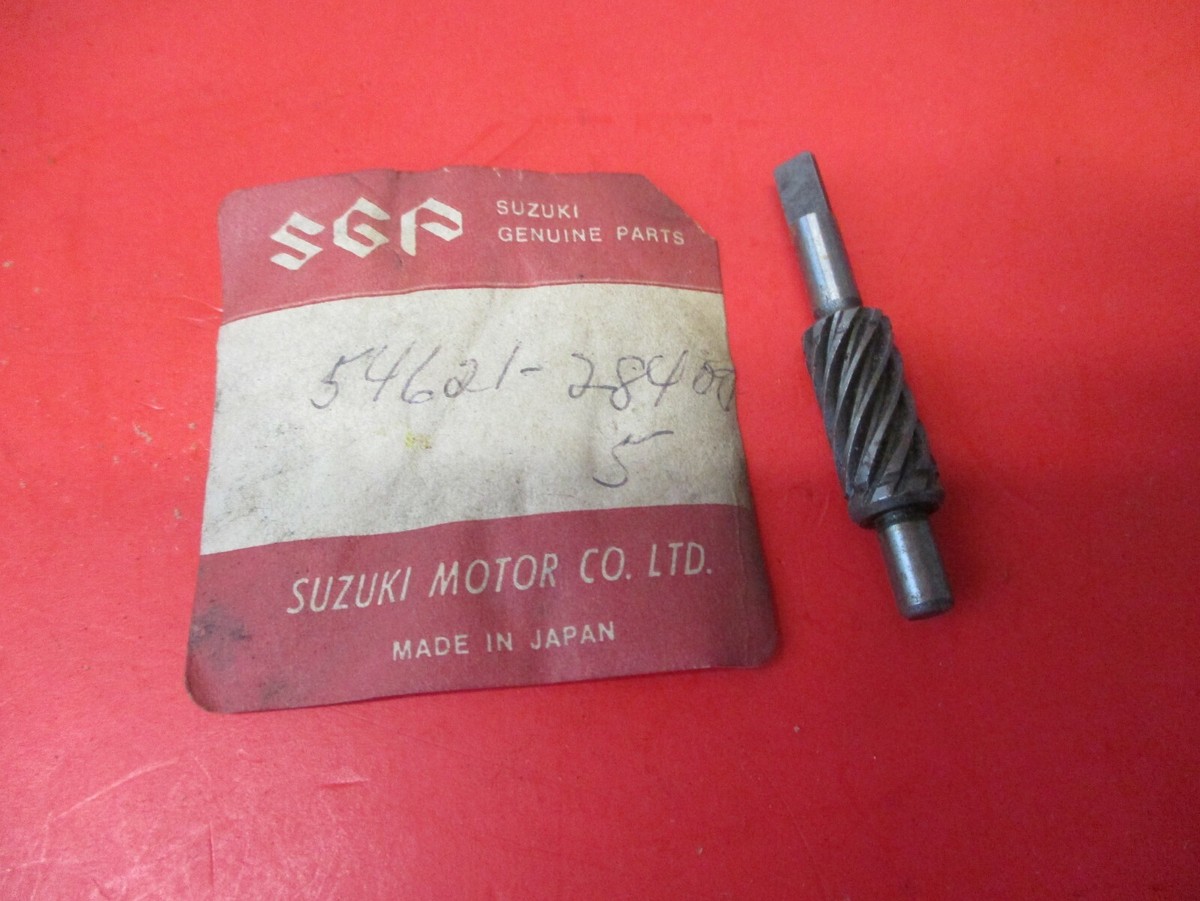 SGP
SUZUKI
GENUINE PARTS
54621-28400
5
SUZUKI MOTOR CO. LTD.
MADE IN JAPAN